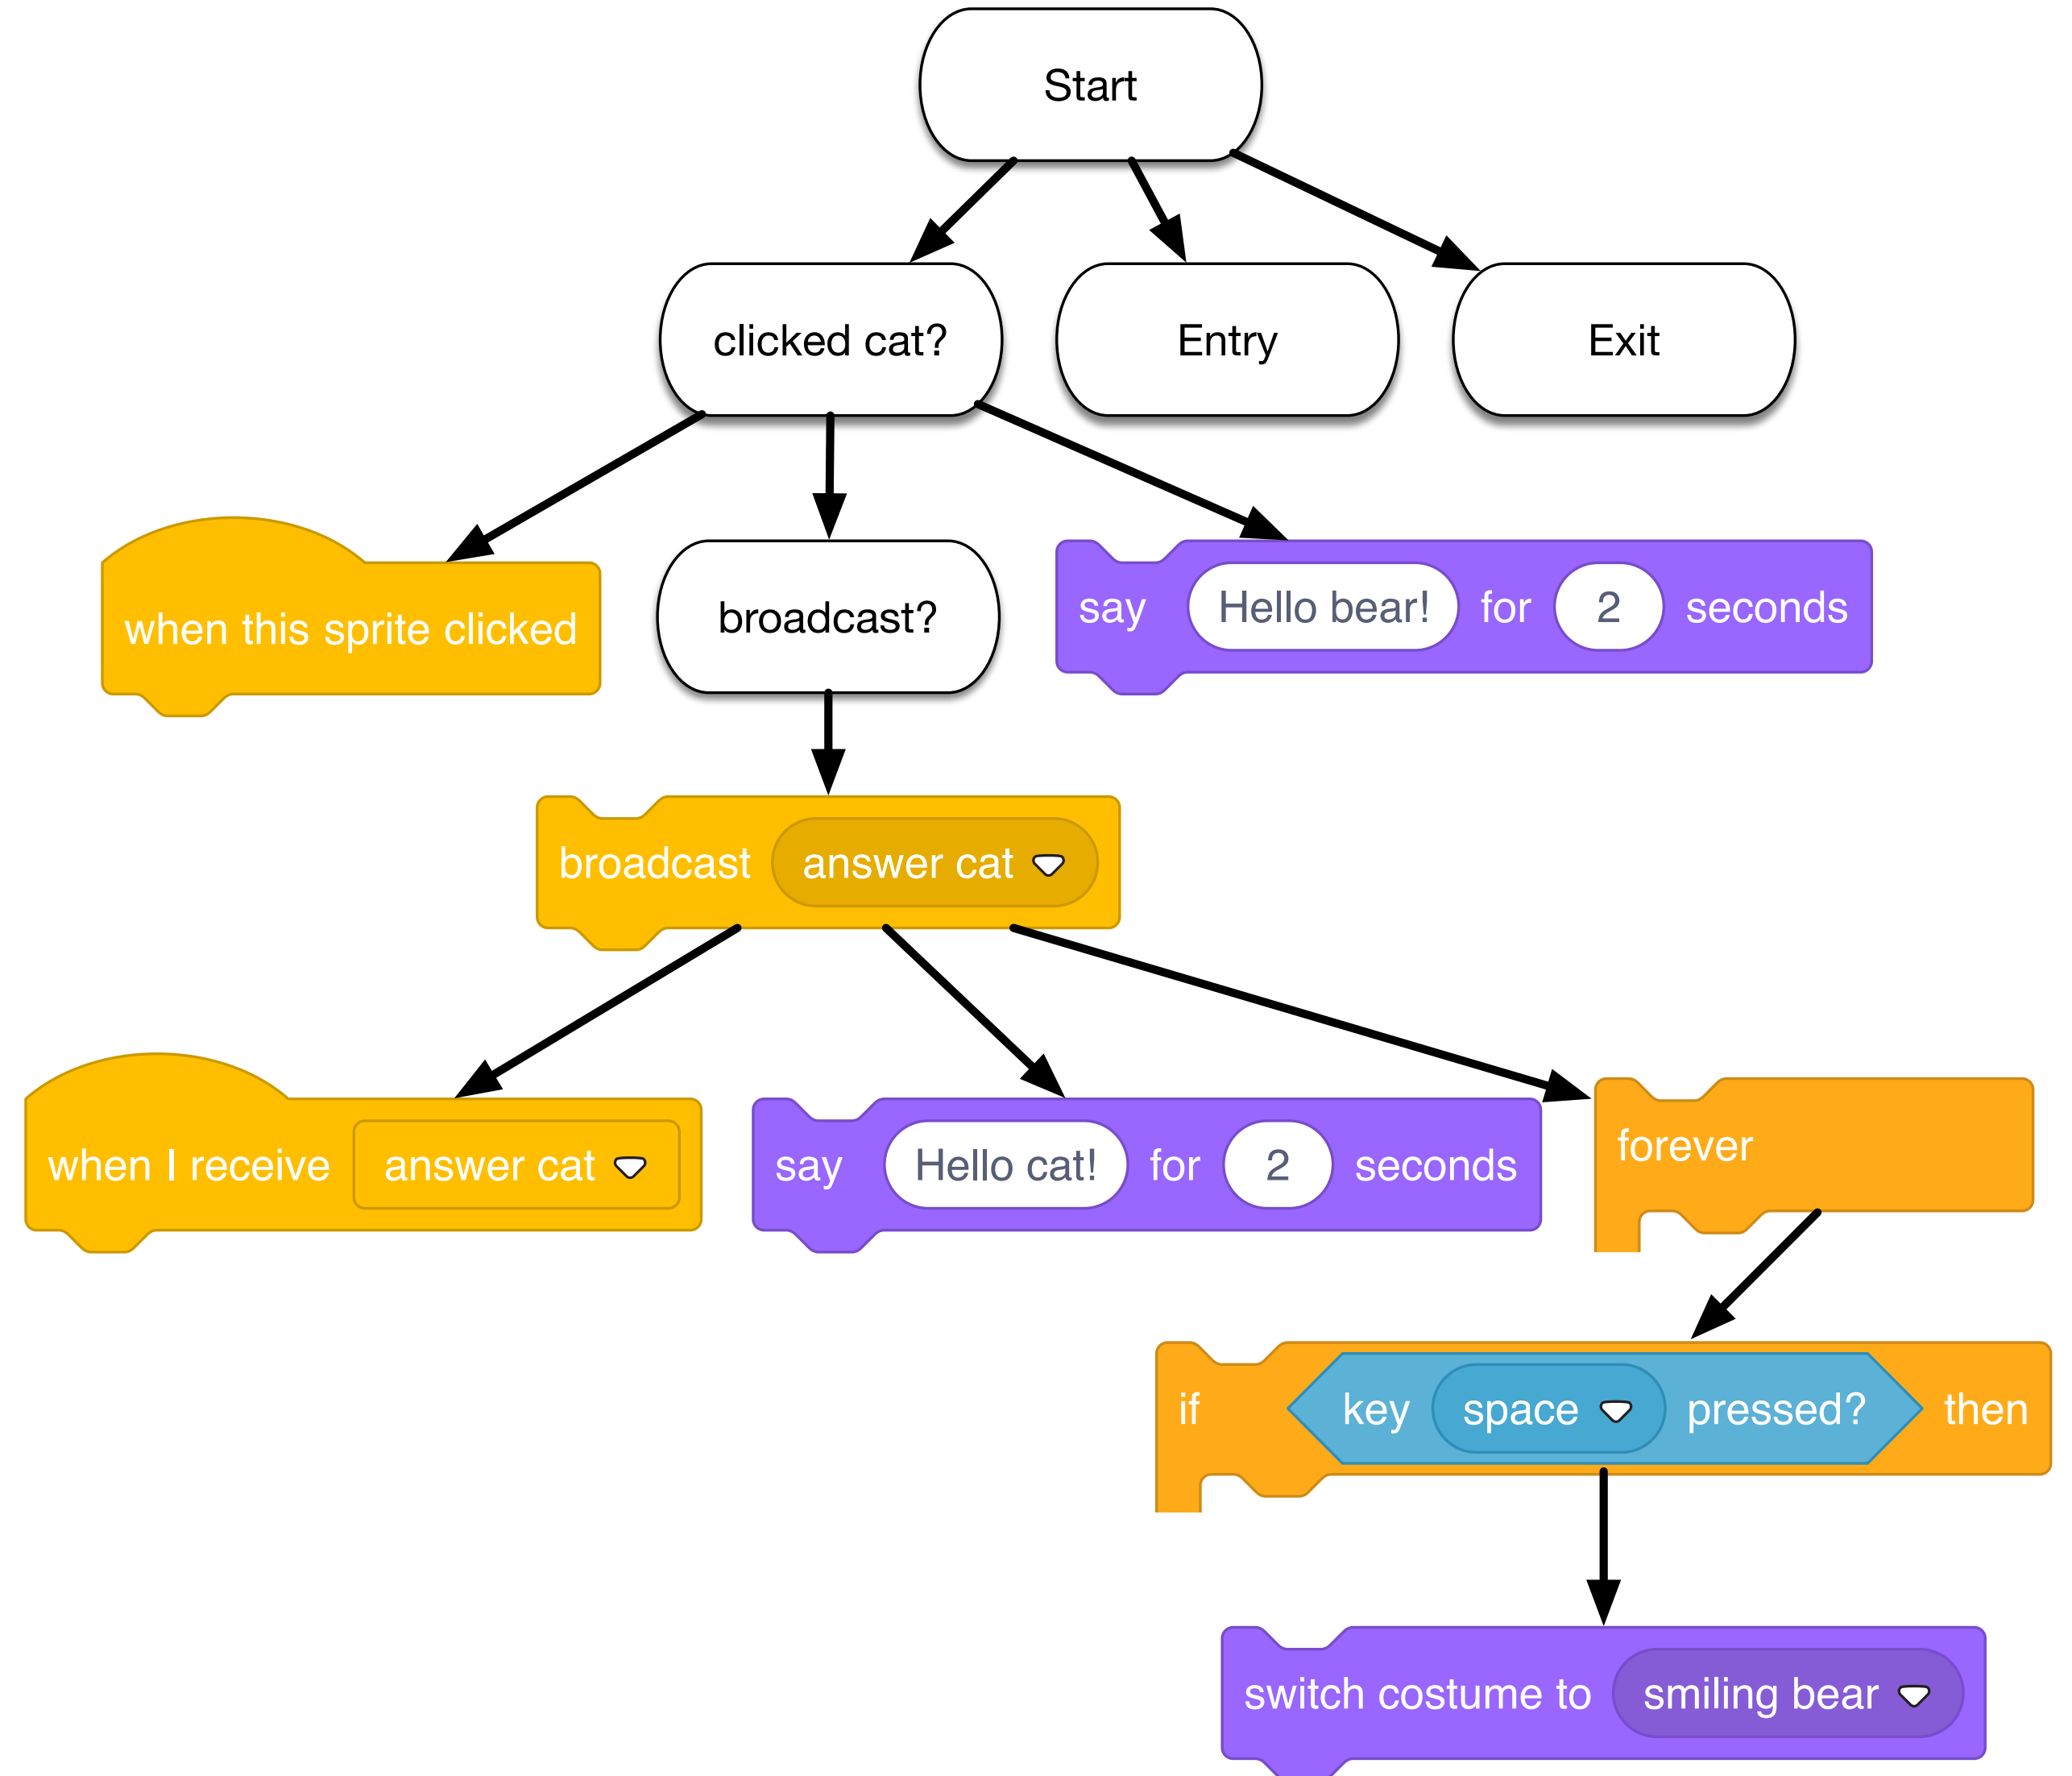 Start
clicked cat?
Entry
Exit
when this sprite clicked
broadcast?
say Hello bear! for 2 seconds
broadcast answer cat
when I receive answer cat
say Hello cat! for 2 seconds
forever
if key space pressed? then
switch costume to smiling bear